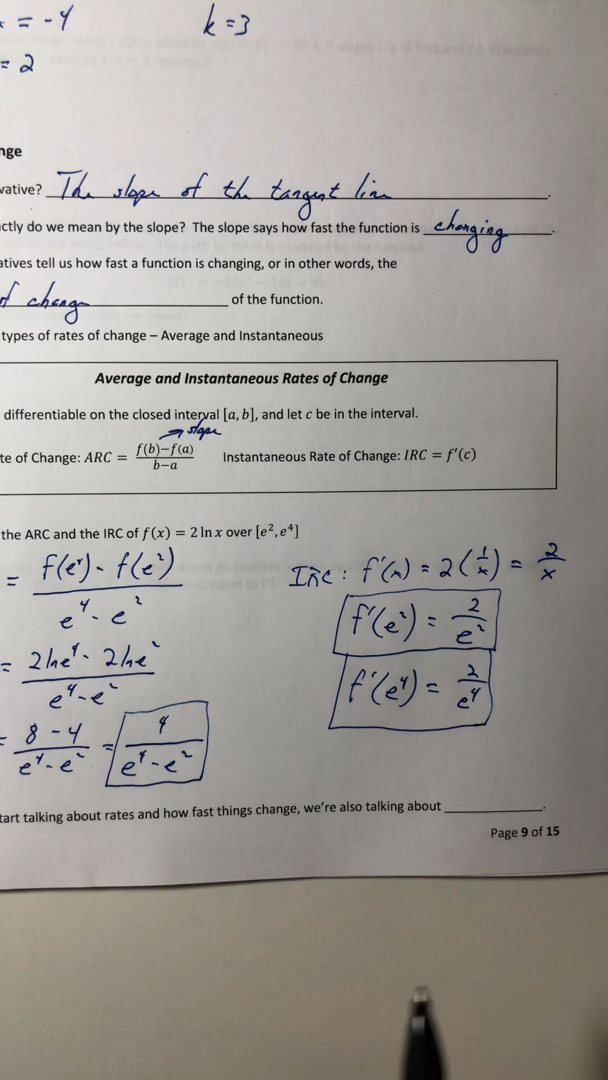 = -4 k = 3
= 2
nge
vative? The slope of the tangent line.
ctly do we mean by the slope? The slope says how fast the function is changing.
atives tell us how fast a function is changing, or in other words, the
of change of the function.
types of rates of change – Average and Instantaneous
Average and Instantaneous Rates of Change
differentiable on the closed interval [a, b], and let c be in the interval.
→ slope
te of Change: ARC = f(b)−f(a) / b−a Instantaneous Rate of Change: IRC = f′(c)
the ARC and the IRC of f(x) = 2 ln x over [e², e⁴]
= f(e⁴) - f(e²) / e⁴ - e² IRC : f'(x) = 2(1/x) = 2/x
f'(e²) = 2/e²
= 2lne⁴ - 2lne² / e⁴ - e² f'(e⁴) = 2/e⁴
= 8 - 4 / e⁴ - e² = 4 / e⁴ - e²
tart talking about rates and how fast things change, we're also talking about ____________.
Page 9 of 15